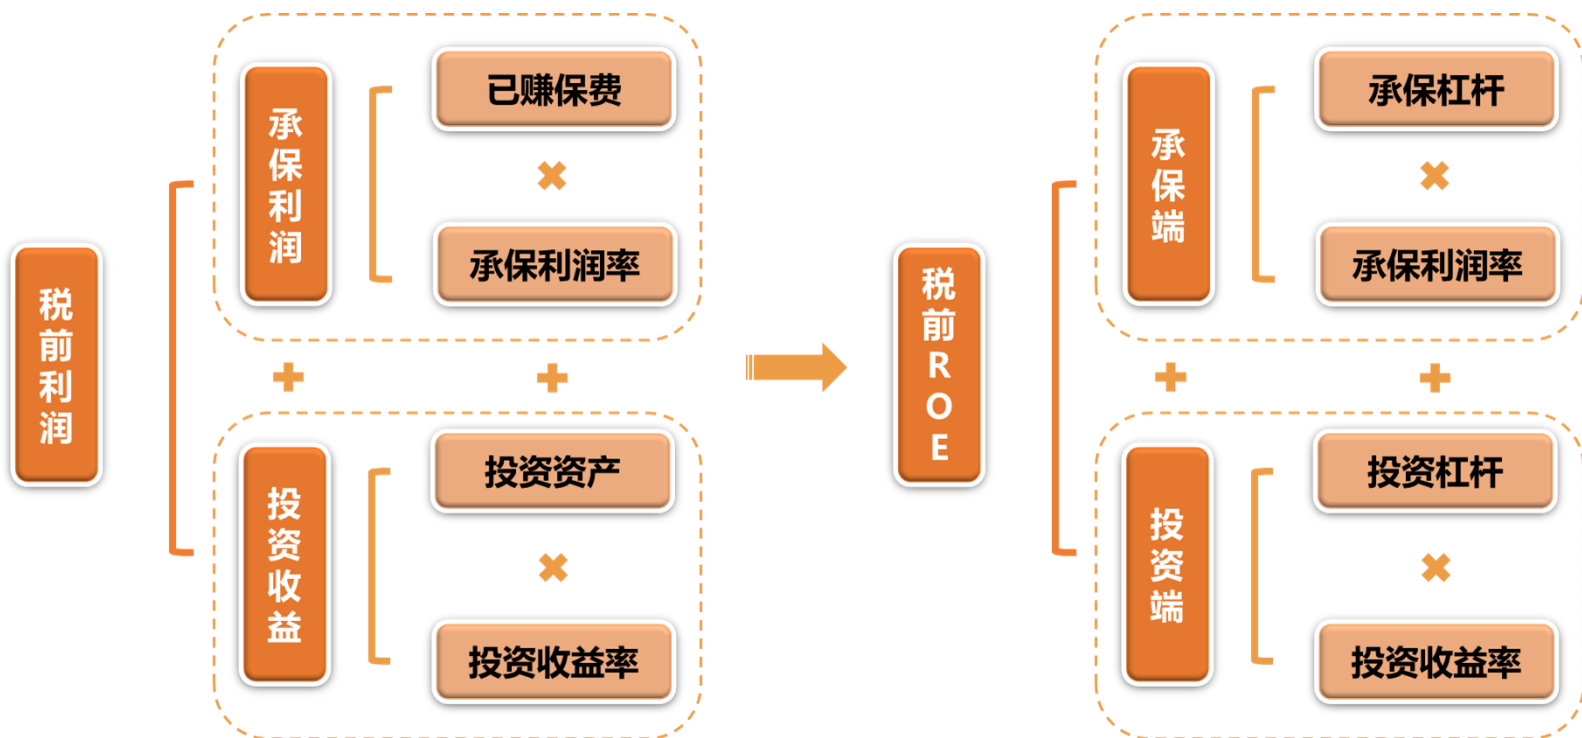 税前利润
承保利润
已赚保费
×
承保利润率
+
+
投资收益
投资资产
×
投资收益率
税前ROE
承保端
承保杠杆
×
承保利润率
+
+
投资端
投资杠杆
×
投资收益率